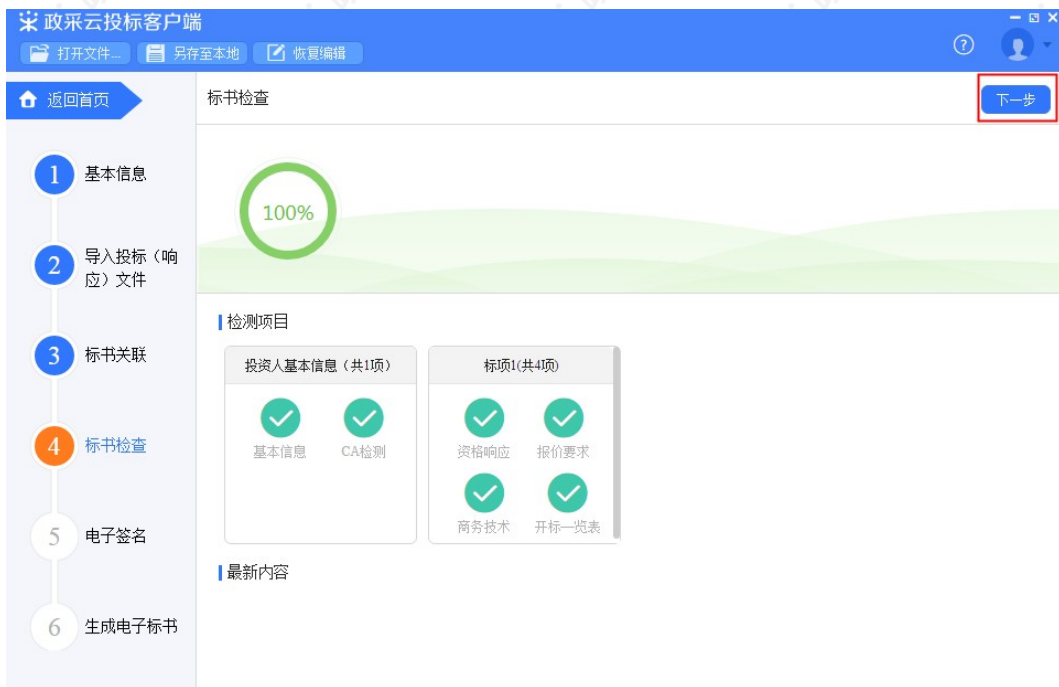 政采云投标客户端
打开文件... 另存至本地 恢复编辑
返回首页
标书检查
下一步
1 基本信息
2 导入投标（响
应）文件
3 标书关联
4 标书检查
5 电子签名
6 生成电子标书
100%
检测项目
投资人基本信息（共1项）
基本信息 CA检测
标项1(共4项)
资格响应 报价要求
商务技术 开标一览表
最新内容